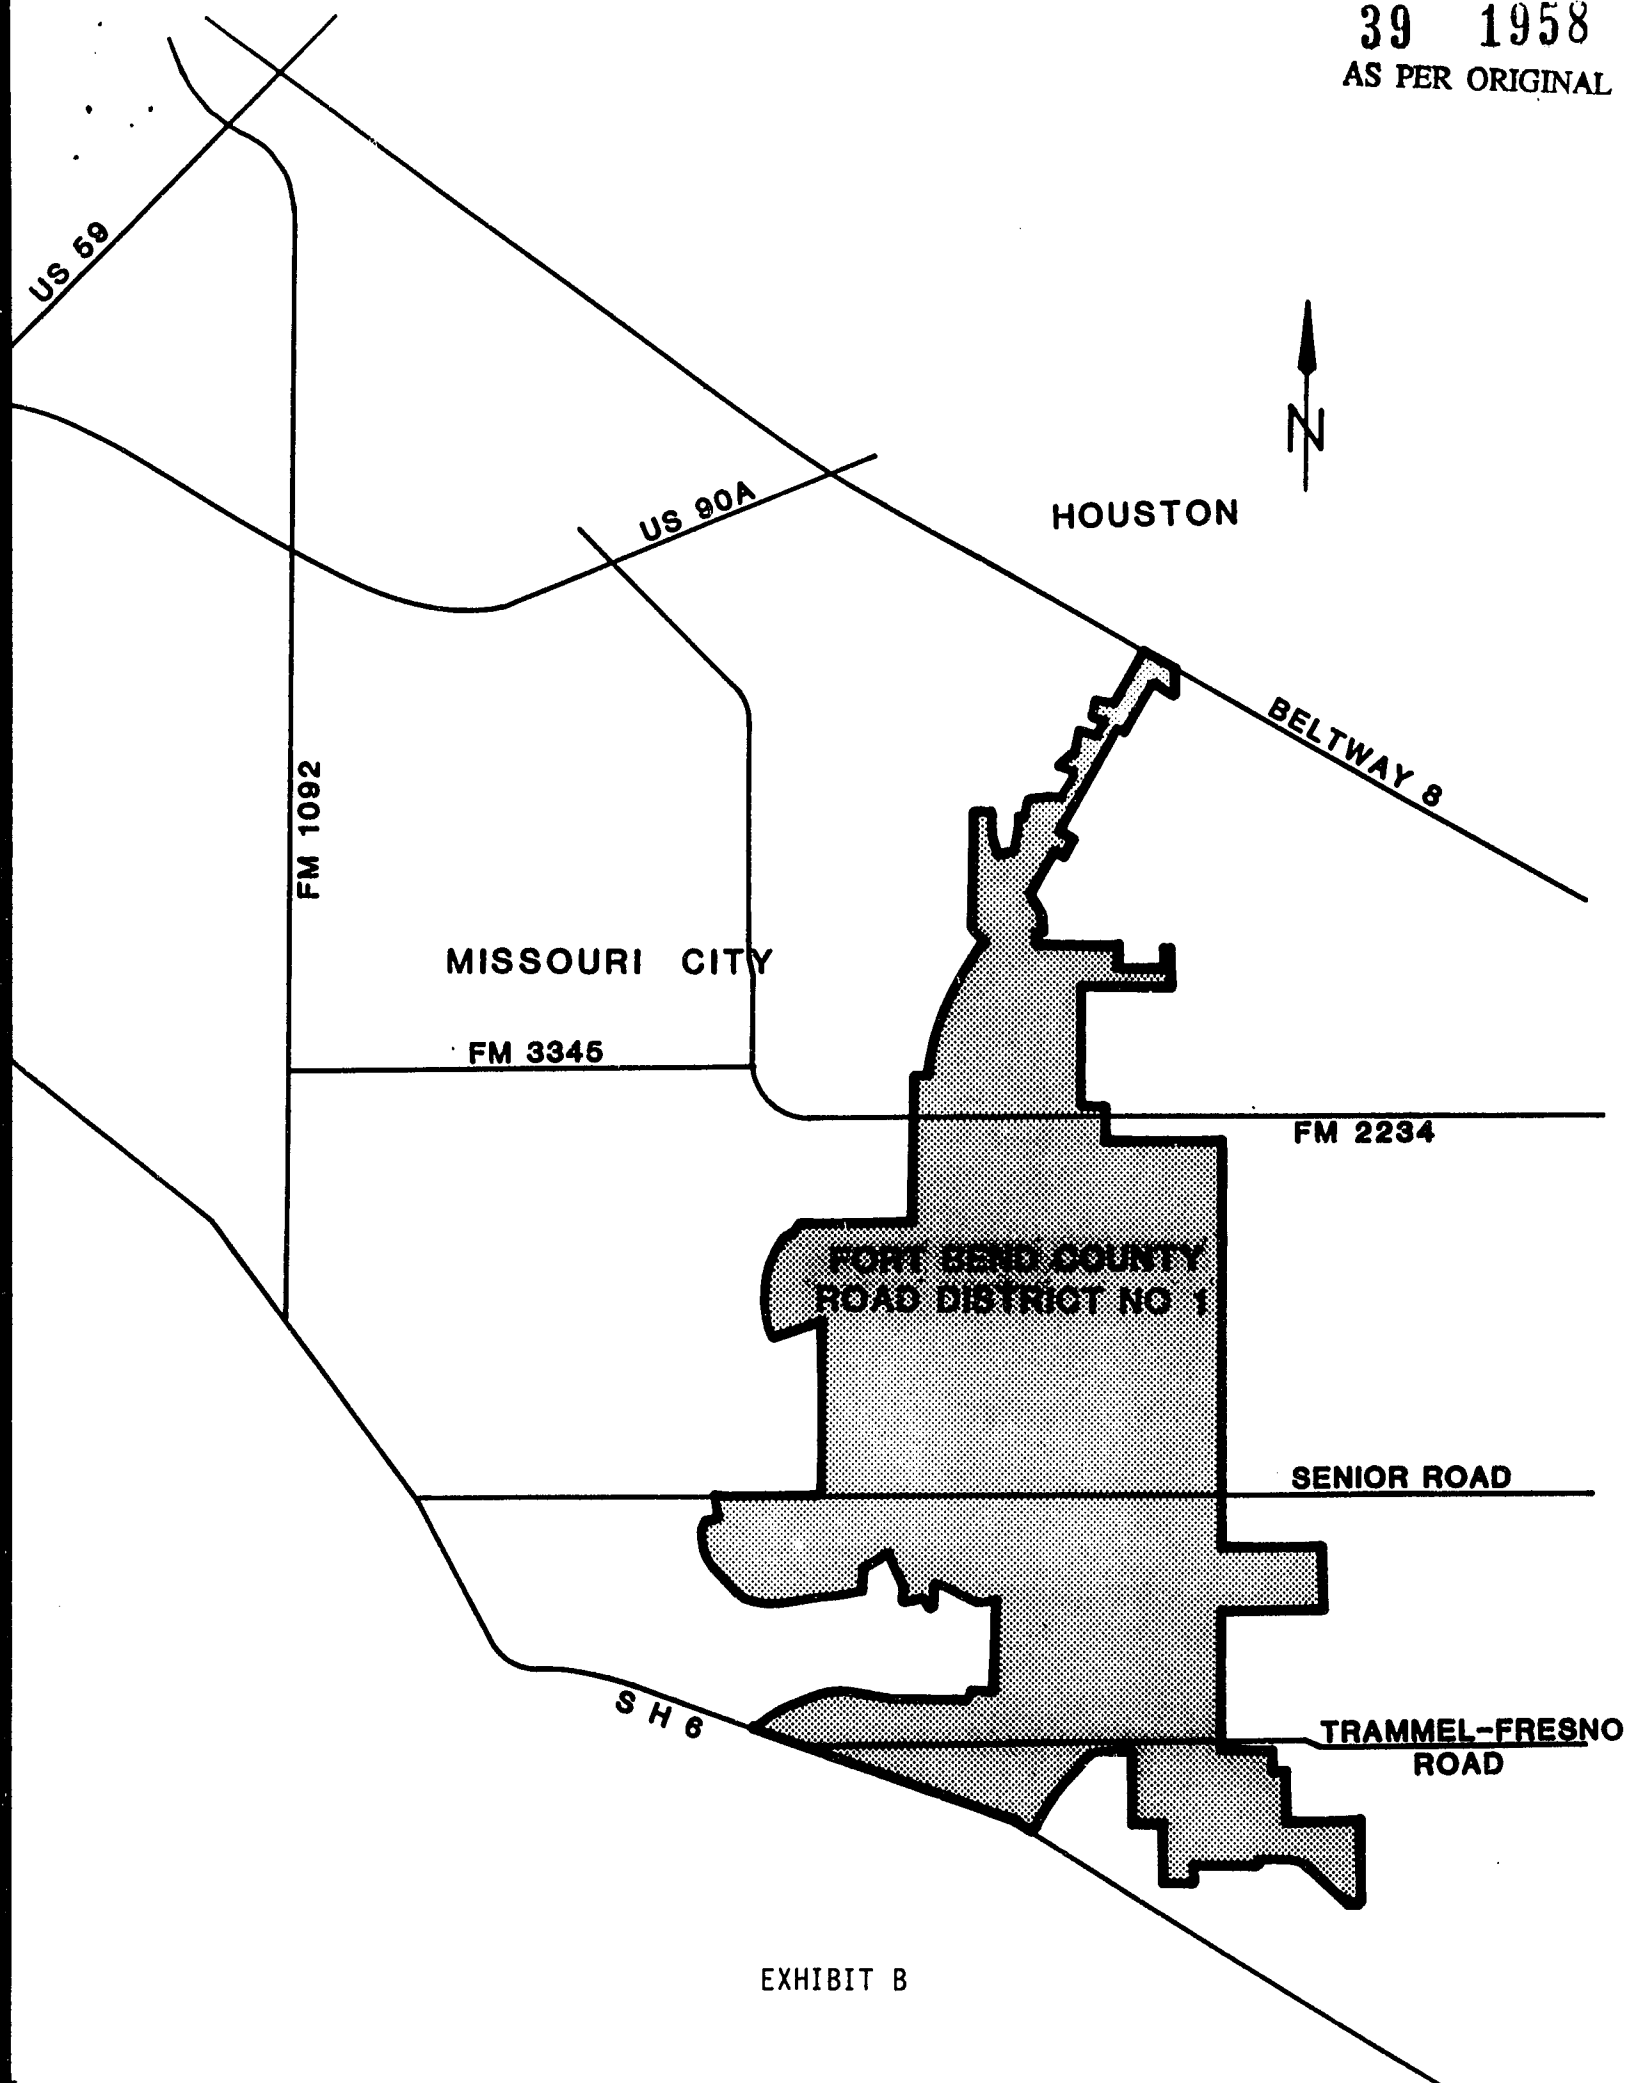 39 1958
AS PER ORIGINAL
US 59
N
US 90A
HOUSTON
BELTWAY 8
FM 1092
MISSOURI CITY
FM 3345
FM 2234
FORT BEND COUNTY
ROAD DISTRICT NO 1
SENIOR ROAD
S H 6
TRAMMEL-FRESNO
ROAD
EXHIBIT B